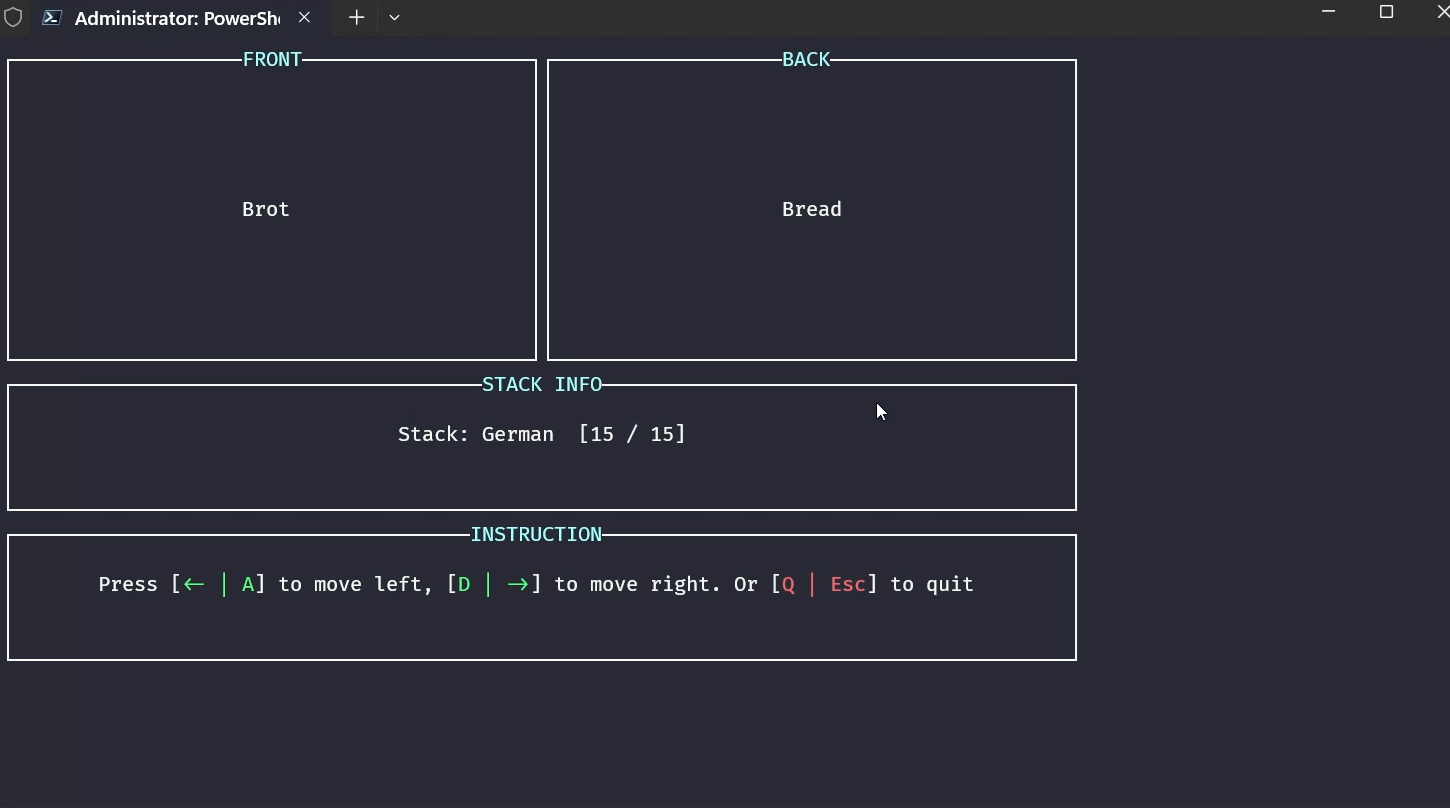 Administrator: PowerSh
FRONT
BACK
Brot
Bread
STACK INFO
Stack: German [15 / 15]
INSTRUCTION
Press [← | A] to move left, [D | →] to move right. Or [Q | Esc] to quit